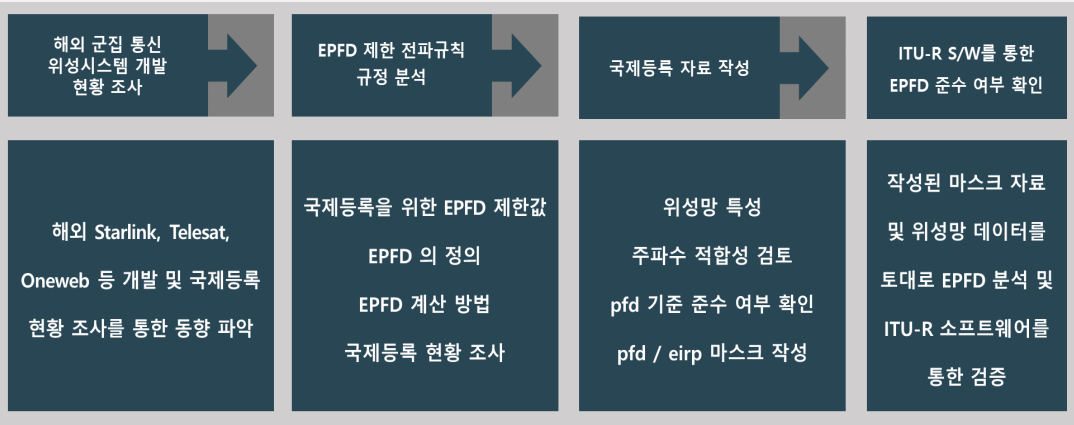 해외 군집 통신
위성시스템 개발
현황 조사
EPFD 제한 전파규칙
규정 분석
국제등록 자료 작성
ITU-R S/W를 통한
EPFD 준수 여부 확인
해외 Starlink, Telesat,
Oneweb 등 개발 및 국제등록
현황 조사를 통한 동향 파악
국제등록을 위한 EPFD 제한값
EPFD 의 정의
EPFD 계산 방법
국제등록 현황 조사
위성망 특성
주파수 적합성 검토
pfd 기준 준수 여부 확인
pfd / eirp 마스크 작성
작성된 마스크 자료
및 위성망 데이터를
토대로 EPFD 분석 및
ITU-R 소프트웨어를
통한 검증